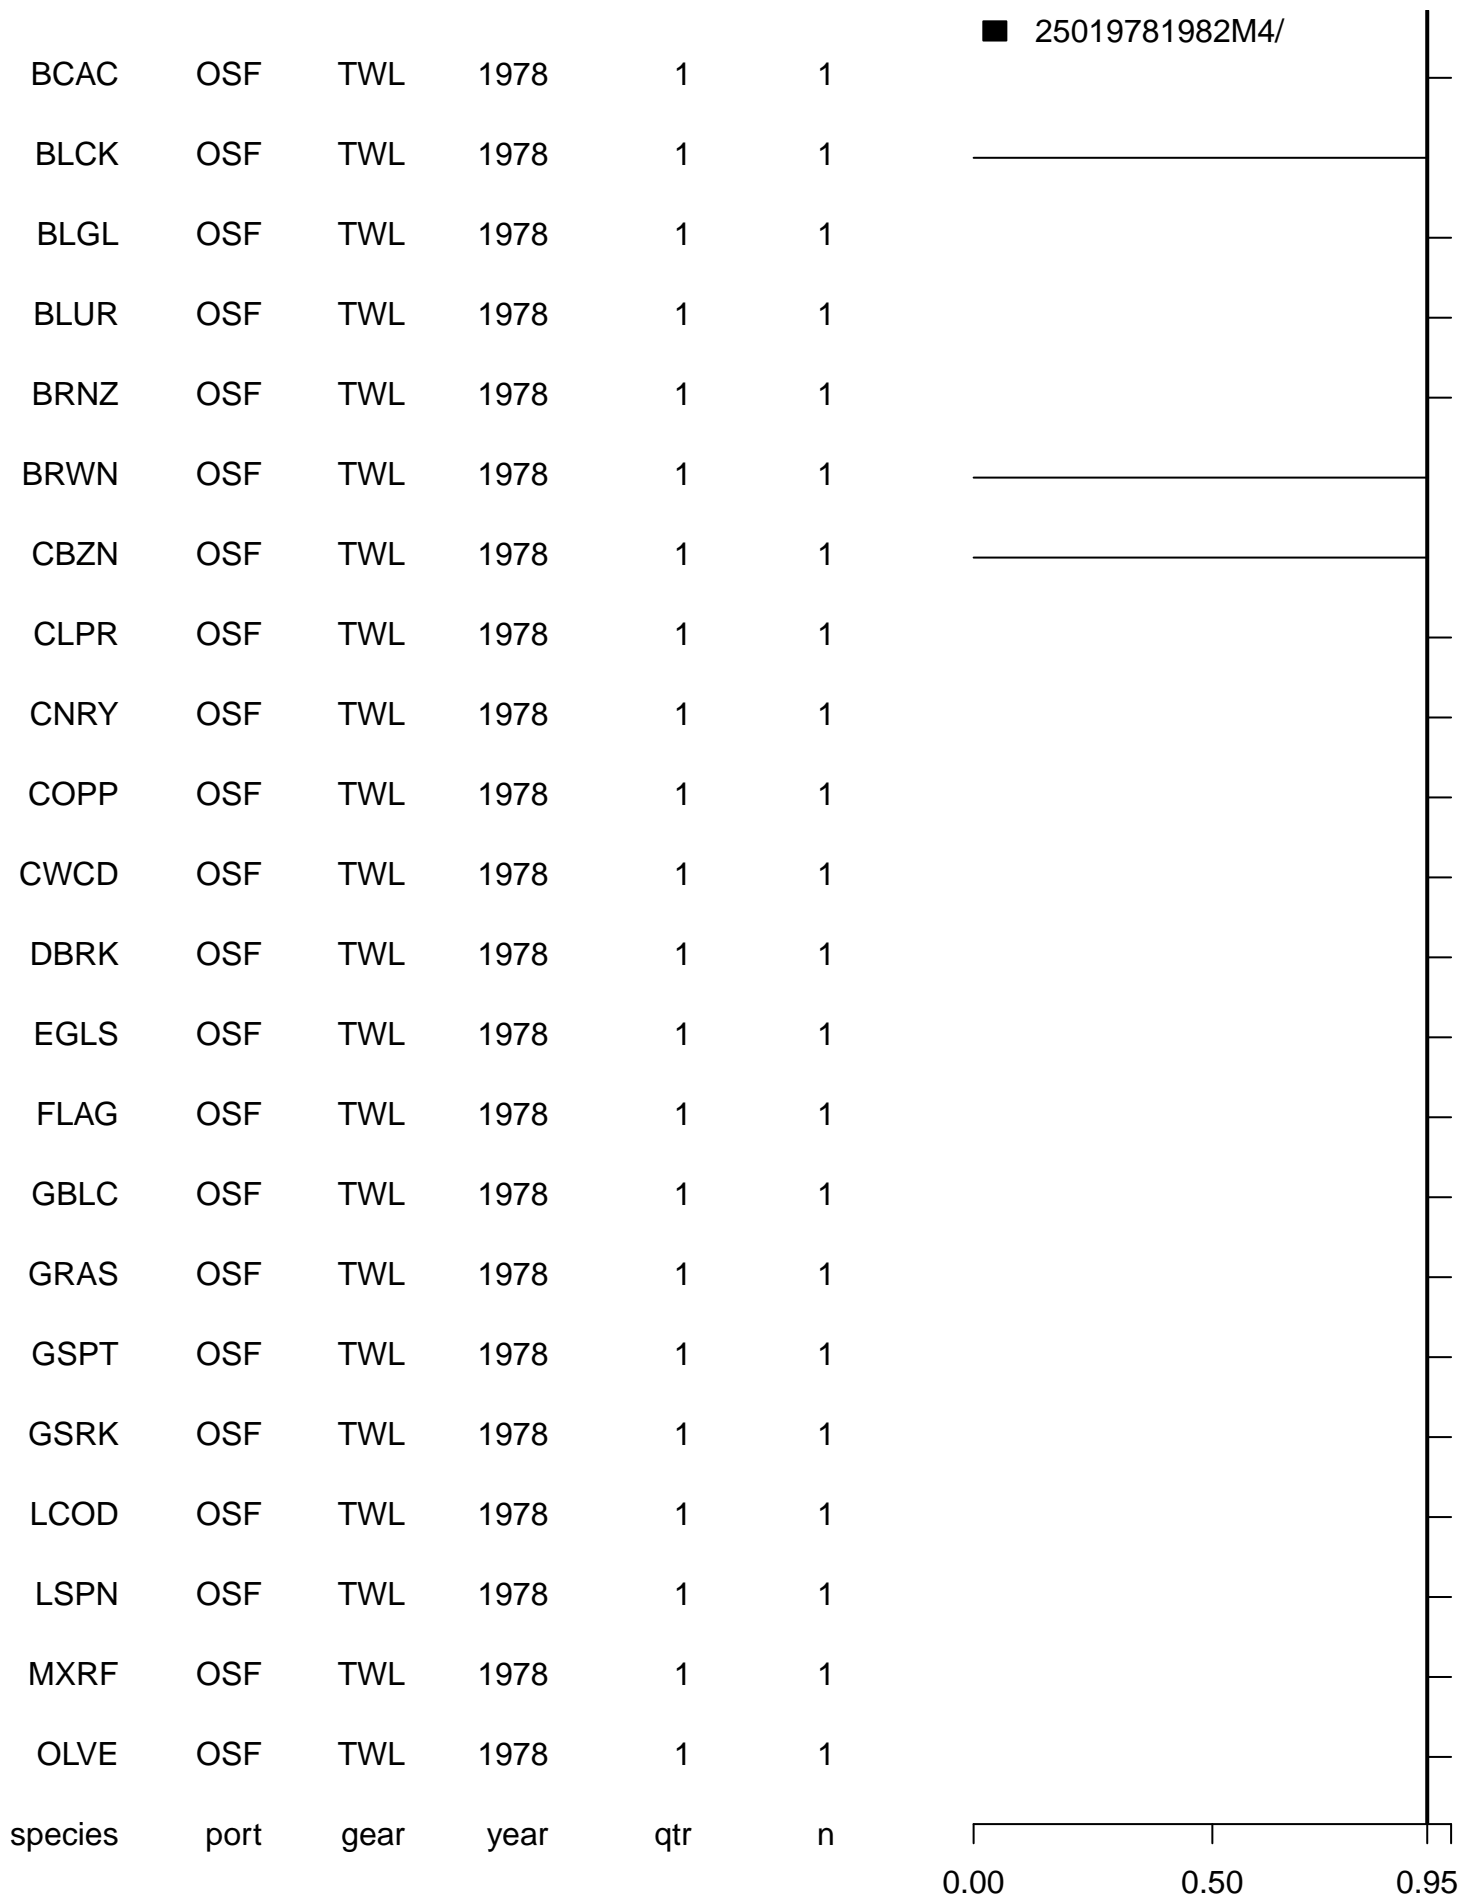 25019781982M4/
BCAC OSF TWL 1978 1 1
BLCK OSF TWL 1978 1 1
BLGL OSF TWL 1978 1 1
BLUR OSF TWL 1978 1 1
BRNZ OSF TWL 1978 1 1
BRWN OSF TWL 1978 1 1
CBZN OSF TWL 1978 1 1
CLPR OSF TWL 1978 1 1
CNRY OSF TWL 1978 1 1
COPP OSF TWL 1978 1 1
CWCD OSF TWL 1978 1 1
DBRK OSF TWL 1978 1 1
EGLS OSF TWL 1978 1 1
FLAG OSF TWL 1978 1 1
GBLC OSF TWL 1978 1 1
GRAS OSF TWL 1978 1 1
GSPT OSF TWL 1978 1 1
GSRK OSF TWL 1978 1 1
LCOD OSF TWL 1978 1 1
LSPN OSF TWL 1978 1 1
MXRF OSF TWL 1978 1 1
OLVE OSF TWL 1978 1 1
species port gear year qtr n
0.00 0.50 0.95